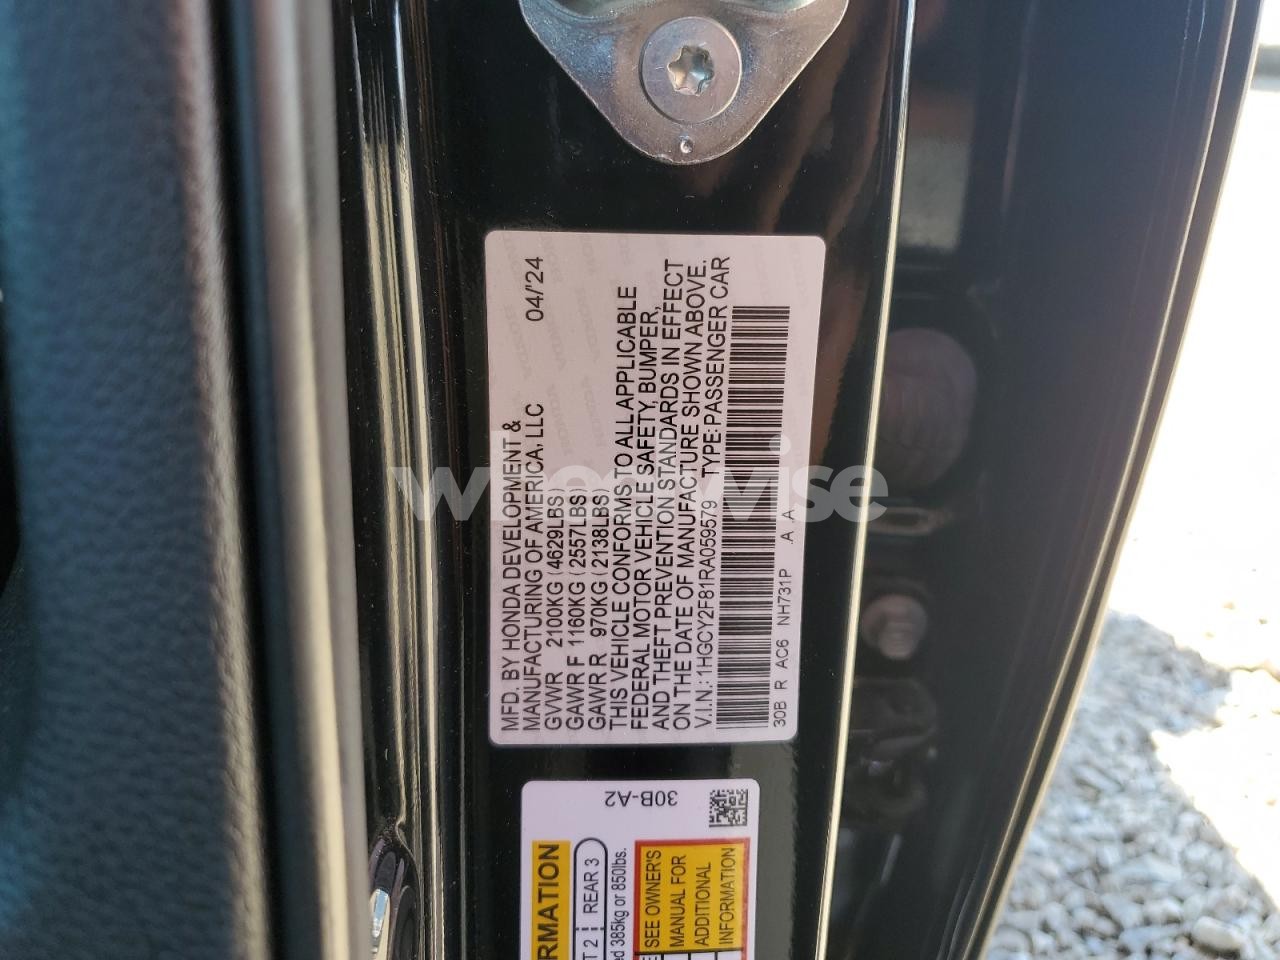 MFD. BY HONDA DEVELOPMENT &
MANUFACTURING OF AMERICA, LLC 04/'24
GVWR 2100KG (4629LBS)
GAWR F 1160KG (2557LBS)
GAWR R 970KG (2138LBS)
THIS VEHICLE CONFORMS TO ALL APPLICABLE
FEDERAL MOTOR VEHICLE SAFETY, BUMPER,
AND THEFT PREVENTION STANDARDS IN EFFECT
ON THE DATE OF MANUFACTURE SHOWN ABOVE.
V.I.N.: 1HGCY2F81RA059579 TYPE: PASSENGER CAR
30B R AC6 NH731P A A
30B-A2
REAR 3
385kg or 850lbs.
SEE OWNER'S
MANUAL FOR
ADDITIONAL
INFORMATION